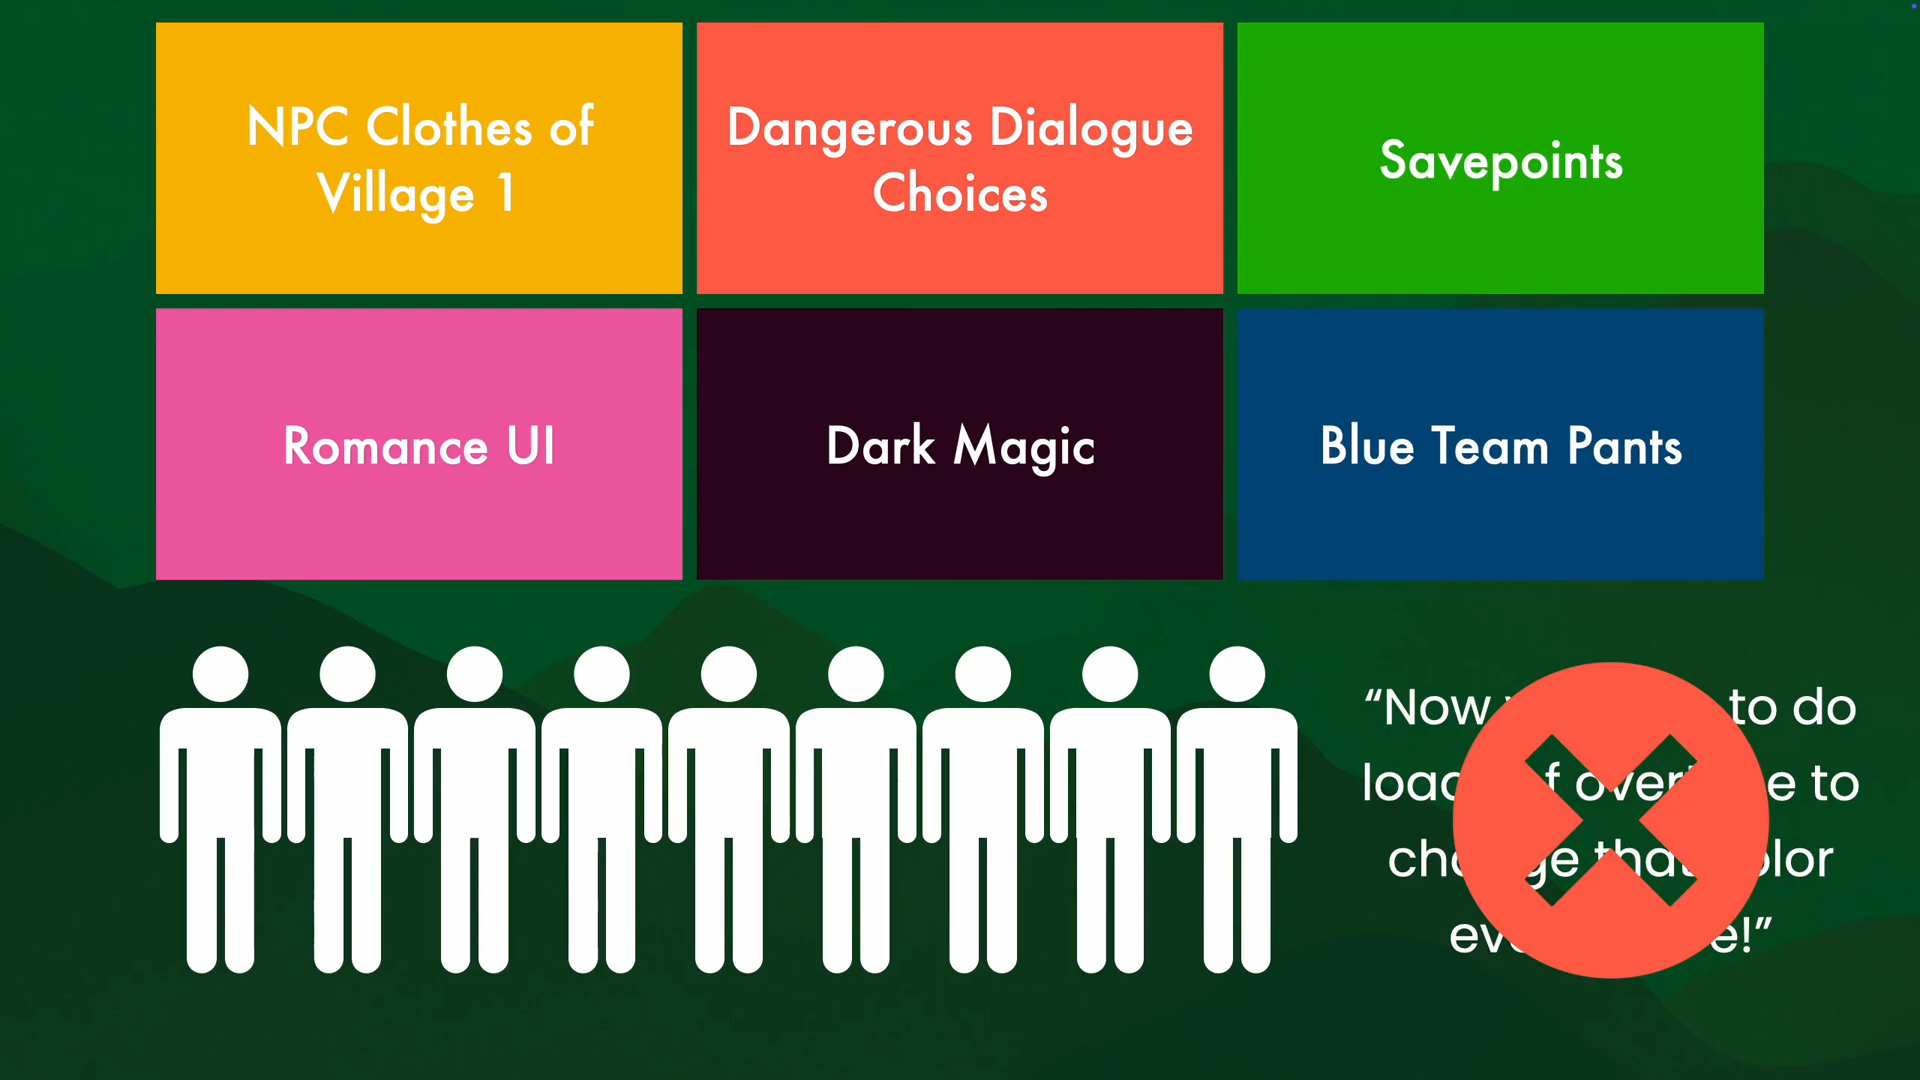 NPC Clothes of
Village 1
Dangerous Dialogue
Choices
Savepoints
Romance UI
Dark Magic
Blue Team Pants
“Now to do
to
that